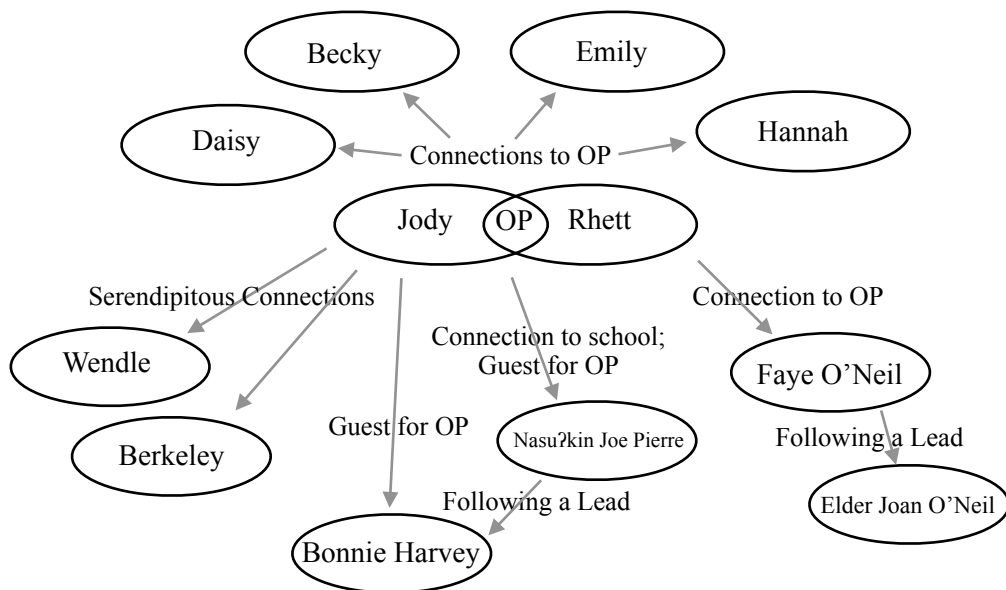 Becky
Emily
Daisy
Hannah
Connections to OP
Jody
OP
Rhett
Serendipitous Connections
Connection to OP
Wendle
Connection to school;
Guest for OP
Faye O’Neil
Berkeley
Guest for OP
NasuɁkin Joe Pierre
Following a Lead
Following a Lead
Elder Joan O’Neil
Bonnie Harvey